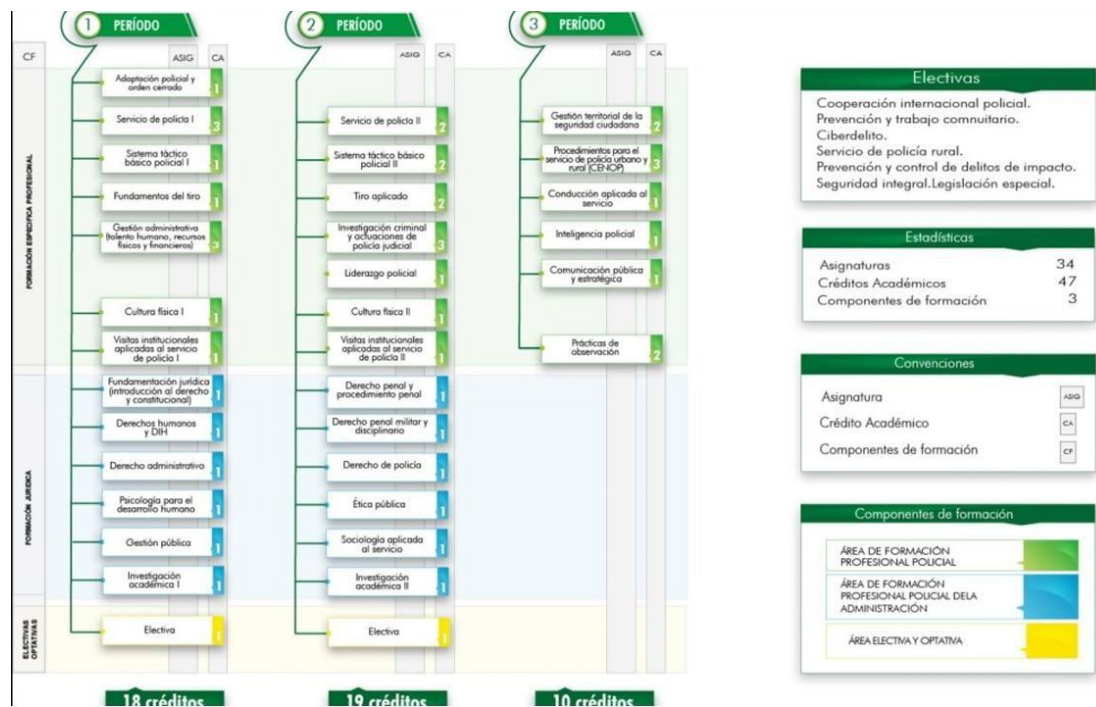 1 PERÍODO
2 PERÍODO
3 PERÍODO
CF
ASIG CA
ASIG CA
ASIG CA
FORMACIÓN ESPECIFICA PROFESIONAL
Adaptación policial y
orden cerrado 1
Servicio de policía I 3
Sistema táctico
básico policial I 1
Fundamentos del tiro 1
Gestión administrativa
(talento humano, recursos
físicos y financieros) 3
Cultura física I 1
Visitas institucionales
aplicadas al servicio
de policía I 1
Servicio de policía II 2
Sistema táctico básico
policial II 2
Tiro aplicado 2
Investigación criminal
y actuaciones de
policía judicial 3
Liderazgo policial 1
Cultura física II 1
Visitas institucionales
aplicadas al servicio
de policía II 1
Gestión territorial de la
seguridad ciudadana 2
Procedimientos para el
servicio de policía urbano y
rural (CENOP) 3
Conducción aplicada al
servicio 1
Inteligencia policial 1
Comunicación pública
y estratégica 1
Prácticas de
observación 2
FORMACIÓN JURIDICA
Fundamentación jurídica
(introducción al derecho
y constitucional) 1
Derechos humanos
y DIH 1
Derecho administrativo 1
Psicología para el
desarrollo humano 1
Gestión pública 1
Investigación
académica I 1
Derecho penal y
procedimiento penal 1
Derecho penal militar y
disciplinario 1
Derecho de policía 1
Ética pública 1
Sociología aplicada
al servicio 1
Investigación
académica II 1
ELECTIVAS
OPTATIVAS
Electiva 1
Electiva 1
18 créditos
19 créditos
10 créditos
Electivas
Cooperación internacional policial.
Prevención y trabajo comnuitario.
Ciberdelito.
Servicio de policía rural.
Prevención y control de delitos de impacto.
Seguridad integral.Legislación especial.
Estadísticas
Asignaturas 34
Créditos Académicos 47
Componentes de formación 3
Convenciones
Asignatura ASIG
Crédito Académico CA
Componentes de formación CF
Componentes de formación
ÁREA DE FORMACIÓN
PROFESIONAL POLICIAL
ÁREA DE FORMACIÓN
PROFESIONAL POLICIAL DELA
ADMINISTRACIÓN
ÁREA ELECTIVA Y OPTATIVA